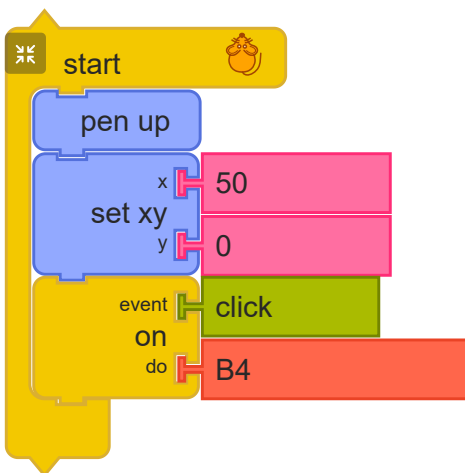 start
pen up
x 50
set xy
y 0
event click
on
do B4